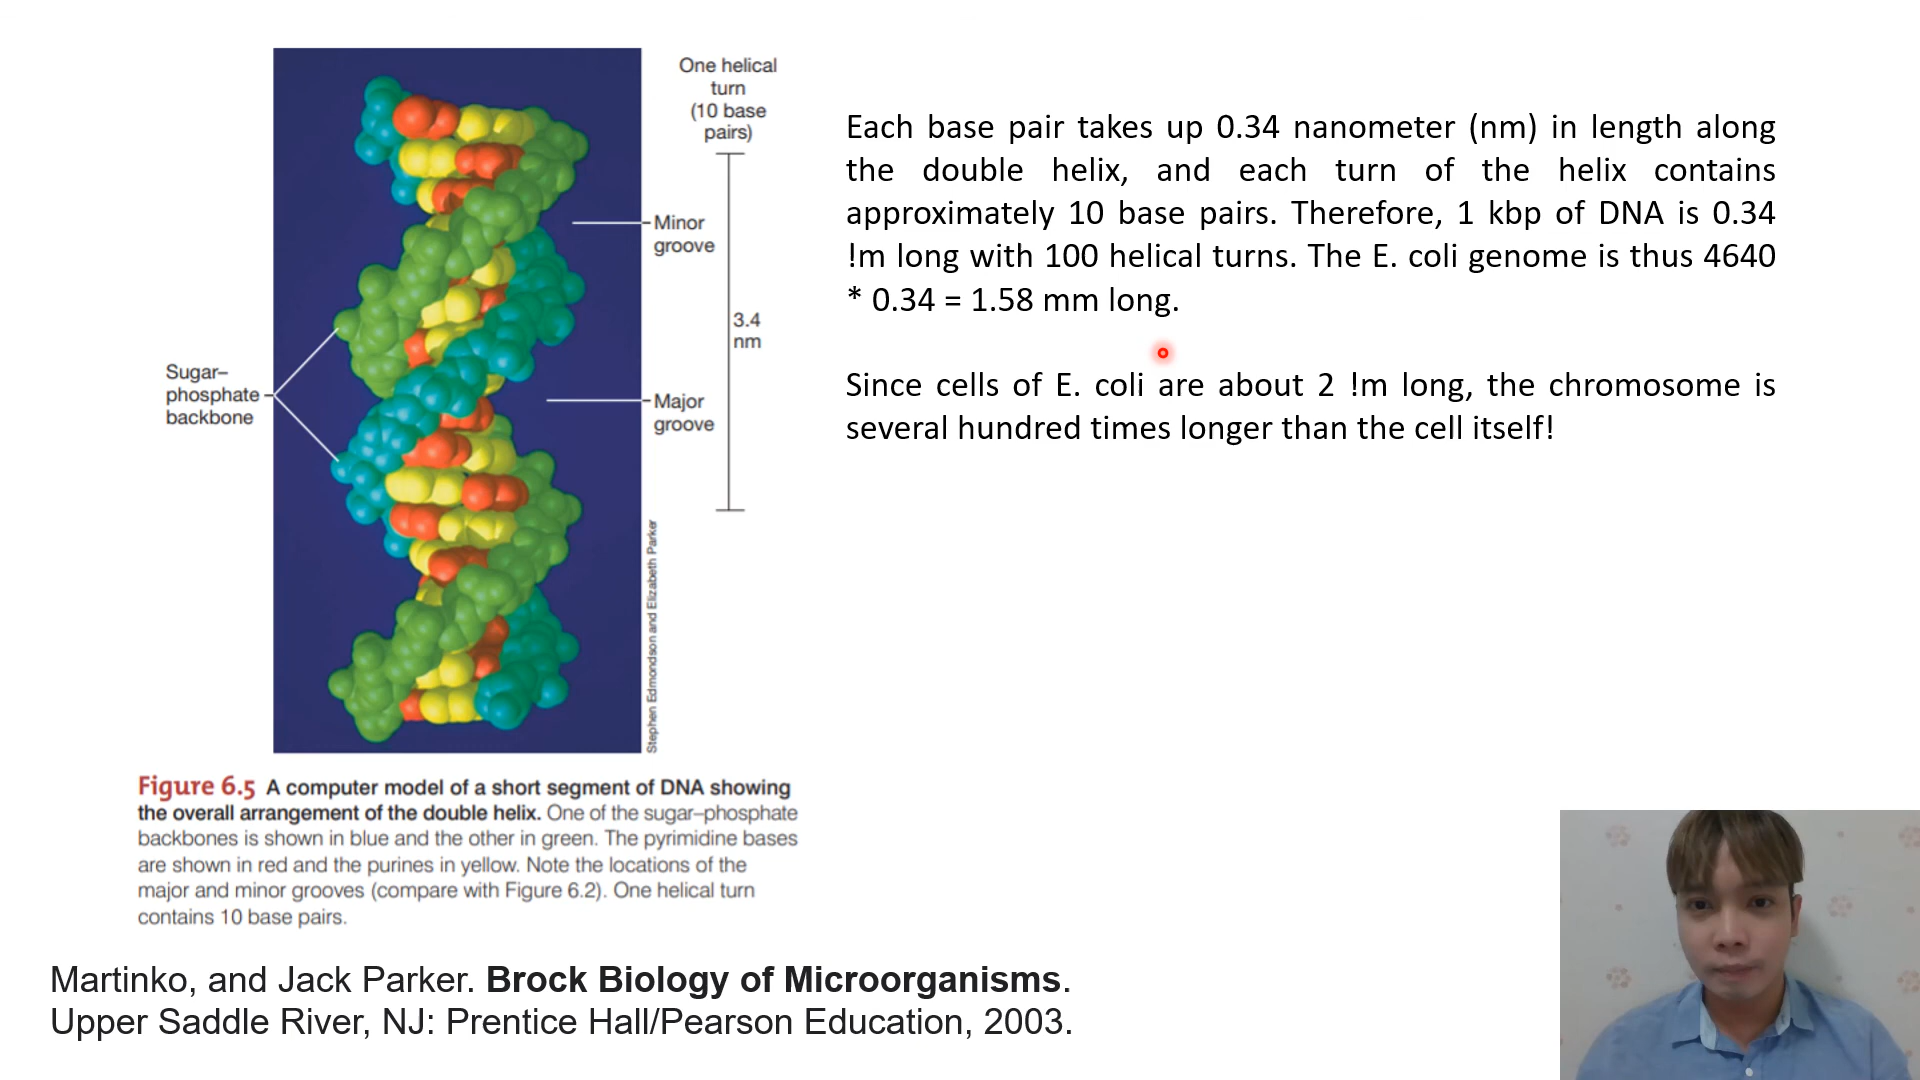 One helical
turn
(10 base
pairs)
Minor
groove
3.4
nm
Major
groove
Sugar–
phosphate
backbone
Stephen Edmondson and Elizabeth Parker
Figure 6.5 A computer model of a short segment of DNA showing
the overall arrangement of the double helix. One of the sugar–phosphate
backbones is shown in blue and the other in green. The pyrimidine bases
are shown in red and the purines in yellow. Note the locations of the
major and minor grooves (compare with Figure 6.2). One helical turn
contains 10 base pairs.
Each base pair takes up 0.34 nanometer (nm) in length along
the double helix, and each turn of the helix contains
approximately 10 base pairs. Therefore, 1 kbp of DNA is 0.34
!m long with 100 helical turns. The E. coli genome is thus 4640
* 0.34 = 1.58 mm long.
Since cells of E. coli are about 2 !m long, the chromosome is
several hundred times longer than the cell itself!
Martinko, and Jack Parker. Brock Biology of Microorganisms.
Upper Saddle River, NJ: Prentice Hall/Pearson Education, 2003.